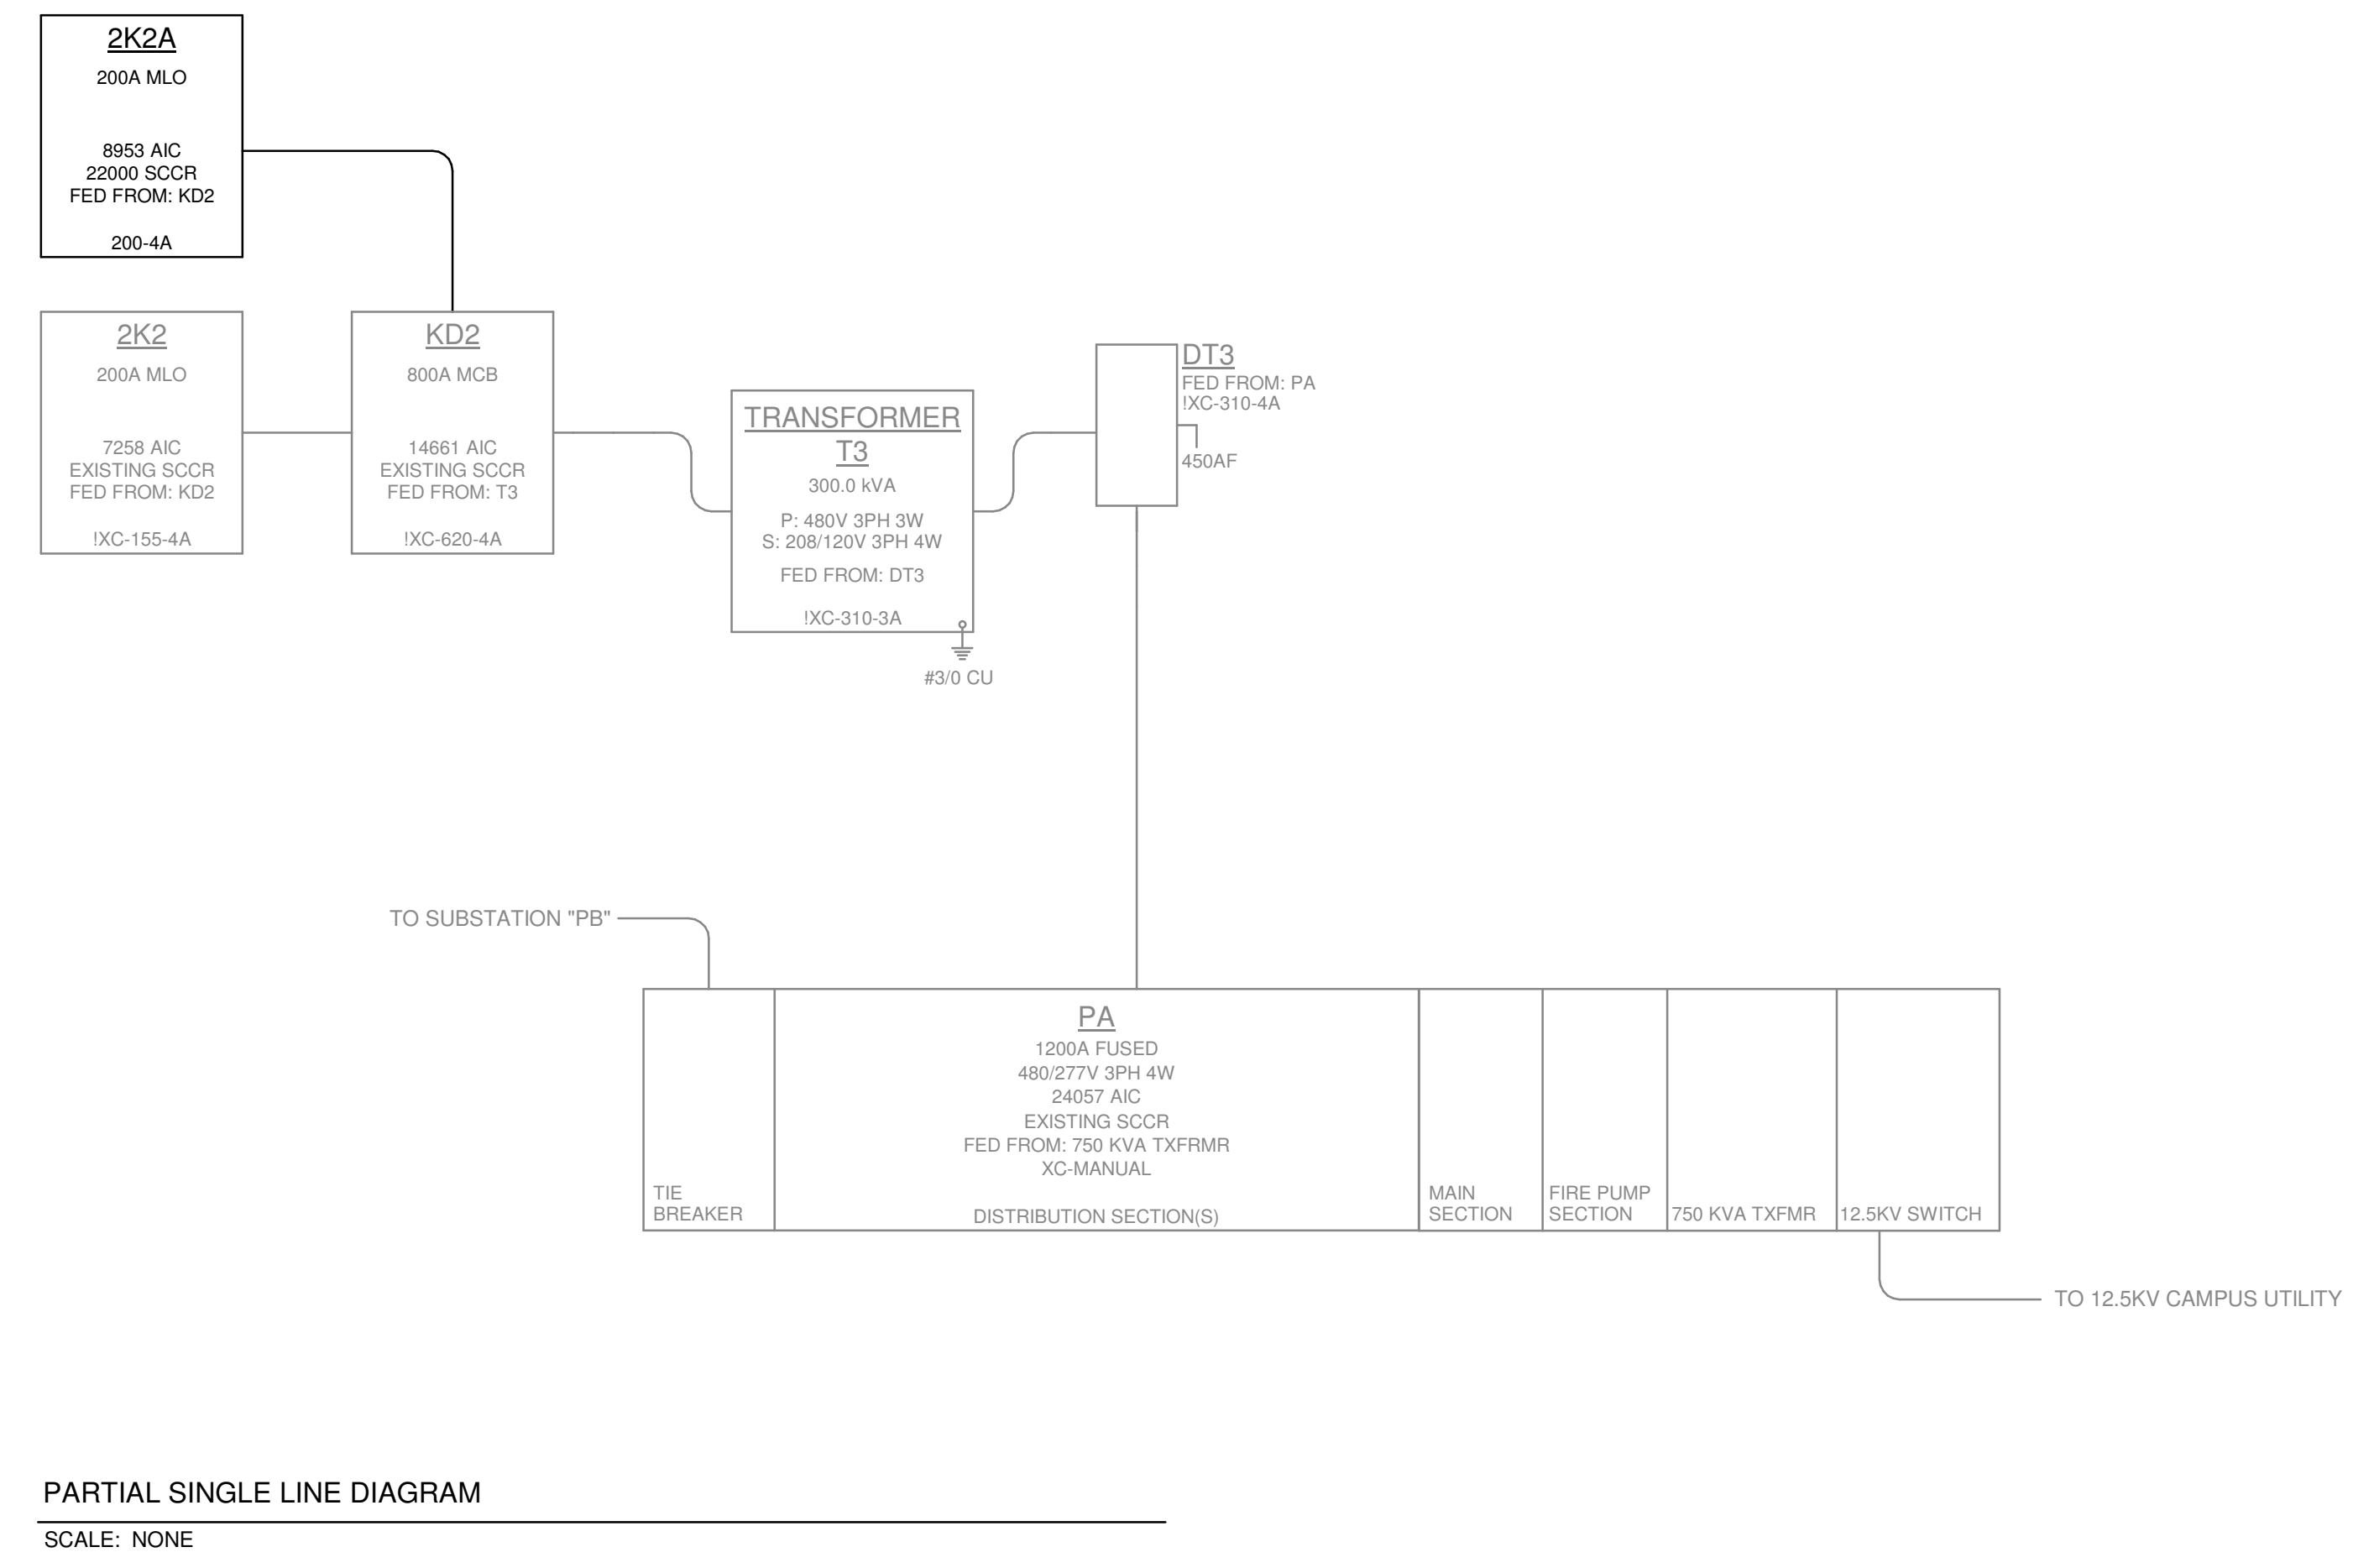 2K2A
200A MLO
8953 AIC
22000 SCCR
FED FROM: KD2
200-4A
2K2
200A MLO
7258 AIC
EXISTING SCCR
FED FROM: KD2
!XC-155-4A
KD2
800A MCB
14661 AIC
EXISTING SCCR
FED FROM: T3
!XC-620-4A
TRANSFORMER
T3
300.0 kVA
P: 480V 3PH 3W
S: 208/120V 3PH 4W
FED FROM: DT3
!XC-310-3A
#3/0 CU
DT3
FED FROM: PA
!XC-310-4A
450AF
TO SUBSTATION "PB"
TIE
BREAKER
PA
1200A FUSED
480/277V 3PH 4W
24057 AIC
EXISTING SCCR
FED FROM: 750 KVA TXFRMR
XC-MANUAL
DISTRIBUTION SECTION(S)
MAIN
SECTION
FIRE PUMP
SECTION
750 KVA TXFMR
12.5KV SWITCH
TO 12.5KV CAMPUS UTILITY
PARTIAL SINGLE LINE DIAGRAM
SCALE: NONE